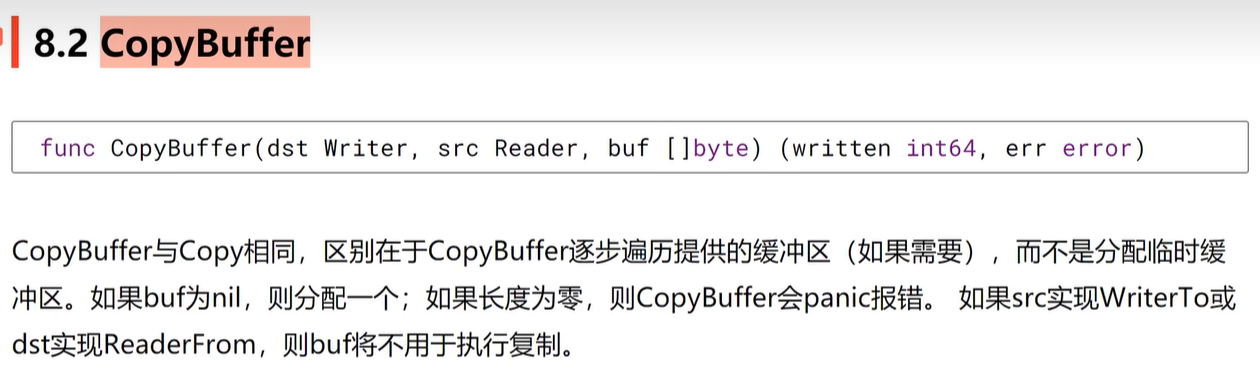 8.2 CopyBuffer
func CopyBuffer(dst Writer, src Reader, buf []byte) (written int64, err error)
CopyBuffer与Copy相同，区别在于CopyBuffer逐步遍历提供的缓冲区（如果需要），而不是分配临时缓
冲区。如果buf为nil，则分配一个；如果长度为零，则CopyBuffer会panic报错。 如果src实现WriterTo或
dst实现ReaderFrom，则buf将不用于执行复制。